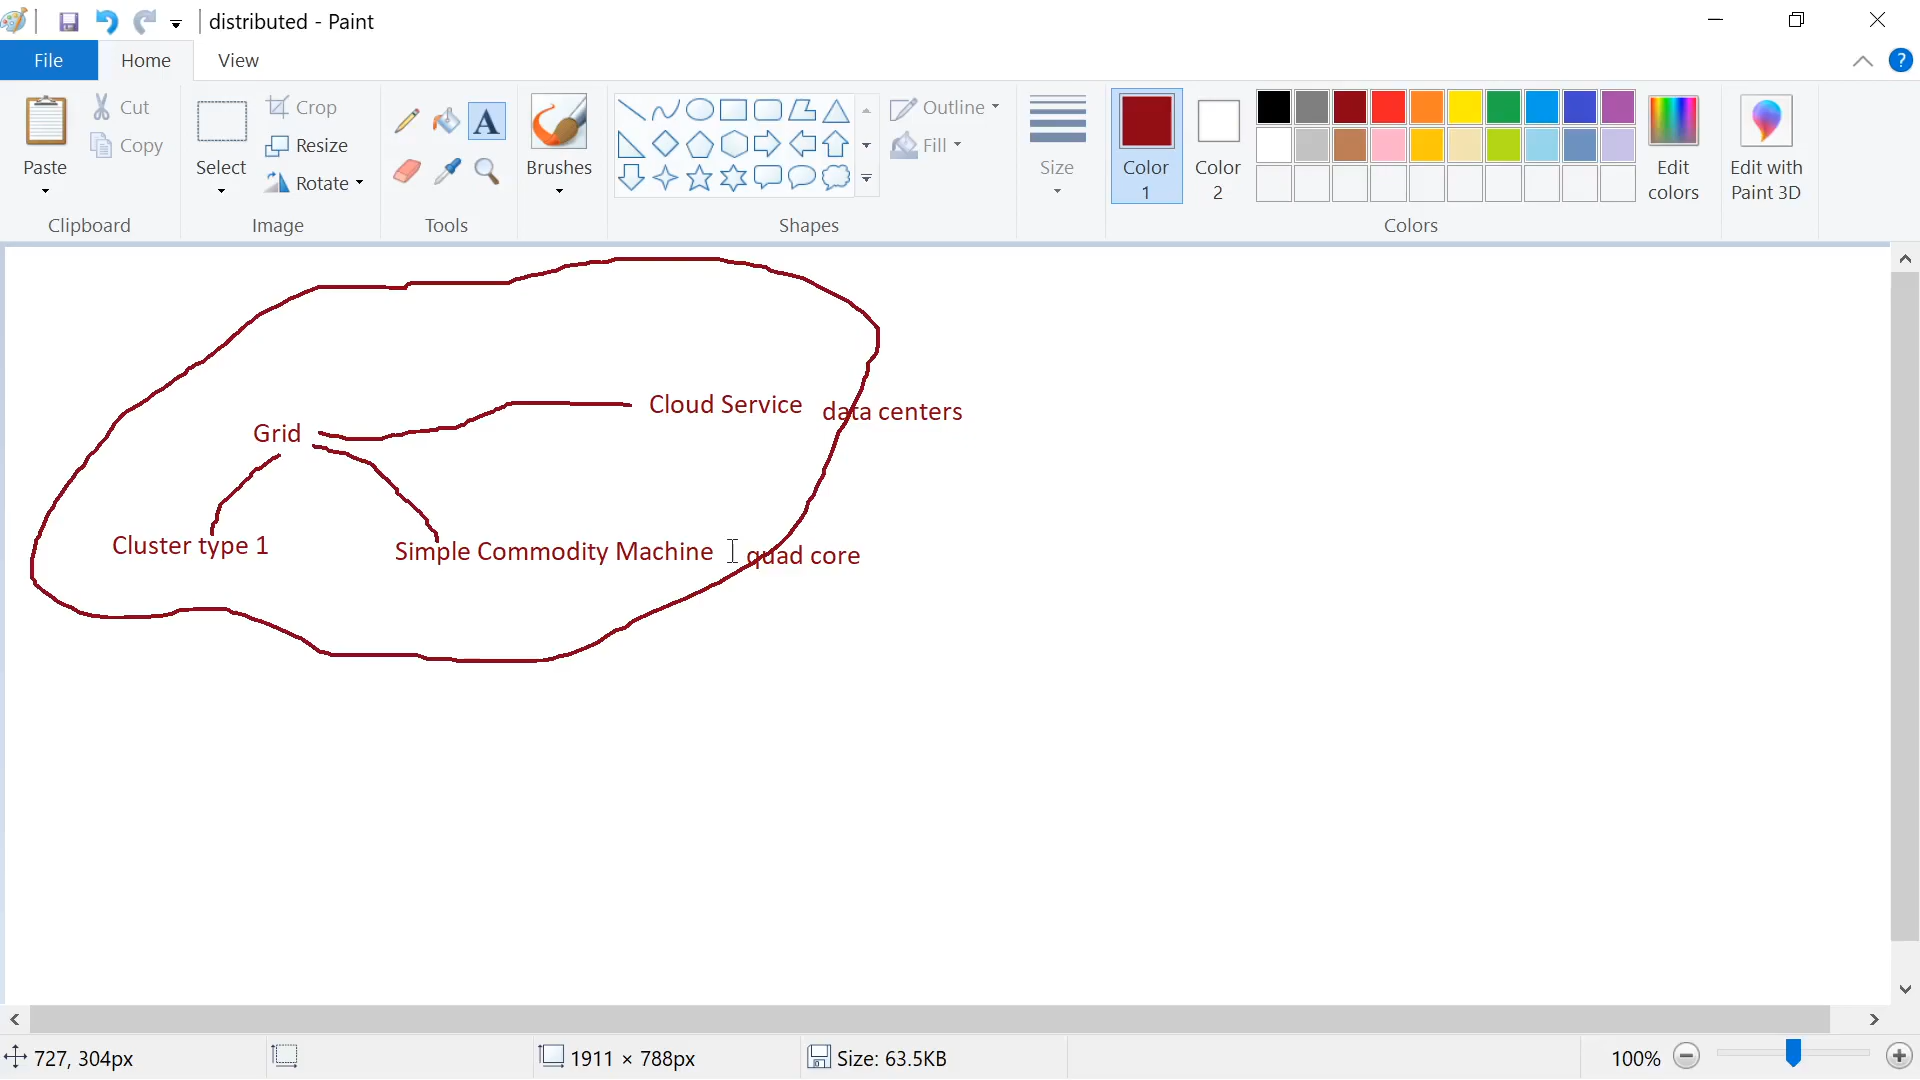 distributed - Paint
File Home View
Paste
Cut
Copy
Clipboard
Select
Crop
Resize
Rotate
Image
A
Tools
Brushes
Shapes
Outline
Fill
Size
Color 1
Color 2
Colors
Edit colors
Edit with Paint 3D
?
Cloud Service data centers
Grid
Cluster type 1
Simple Commodity Machine quad core
727, 304px
1911 × 788px
Size: 63.5KB
100%